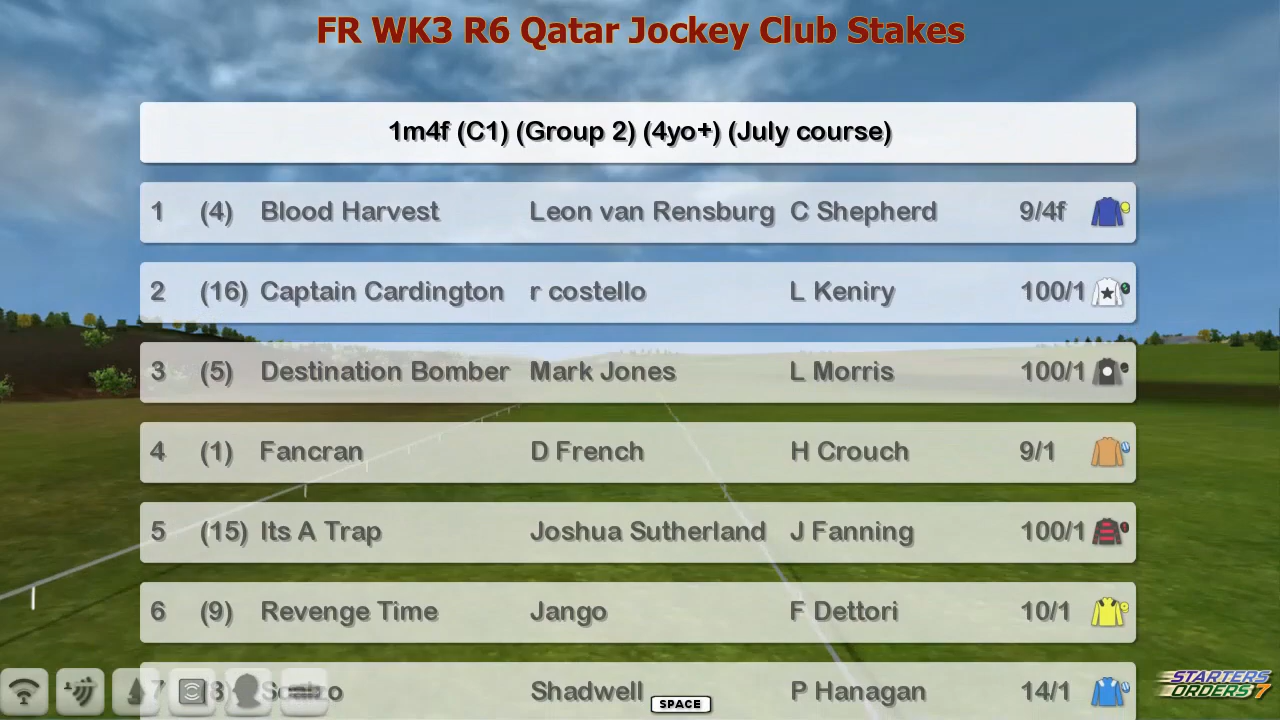 FR WK3 R6 Qatar Jockey Club Stakes
1m4f (C1) (Group 2) (4yo+) (July course)
1 (4) Blood Harvest Leon van Rensburg C Shepherd 9/4f
2 (16) Captain Cardington r costello L Keniry 100/1
3 (5) Destination Bomber Mark Jones L Morris 100/1
4 (1) Fancran D French H Crouch 9/1
5 (15) Its A Trap Joshua Sutherland J Fanning 100/1
6 (9) Revenge Time Jango F Dettori 10/1
7 Shadwell P Hanagan 14/1
SPACE
STARTERS ORDERS 7